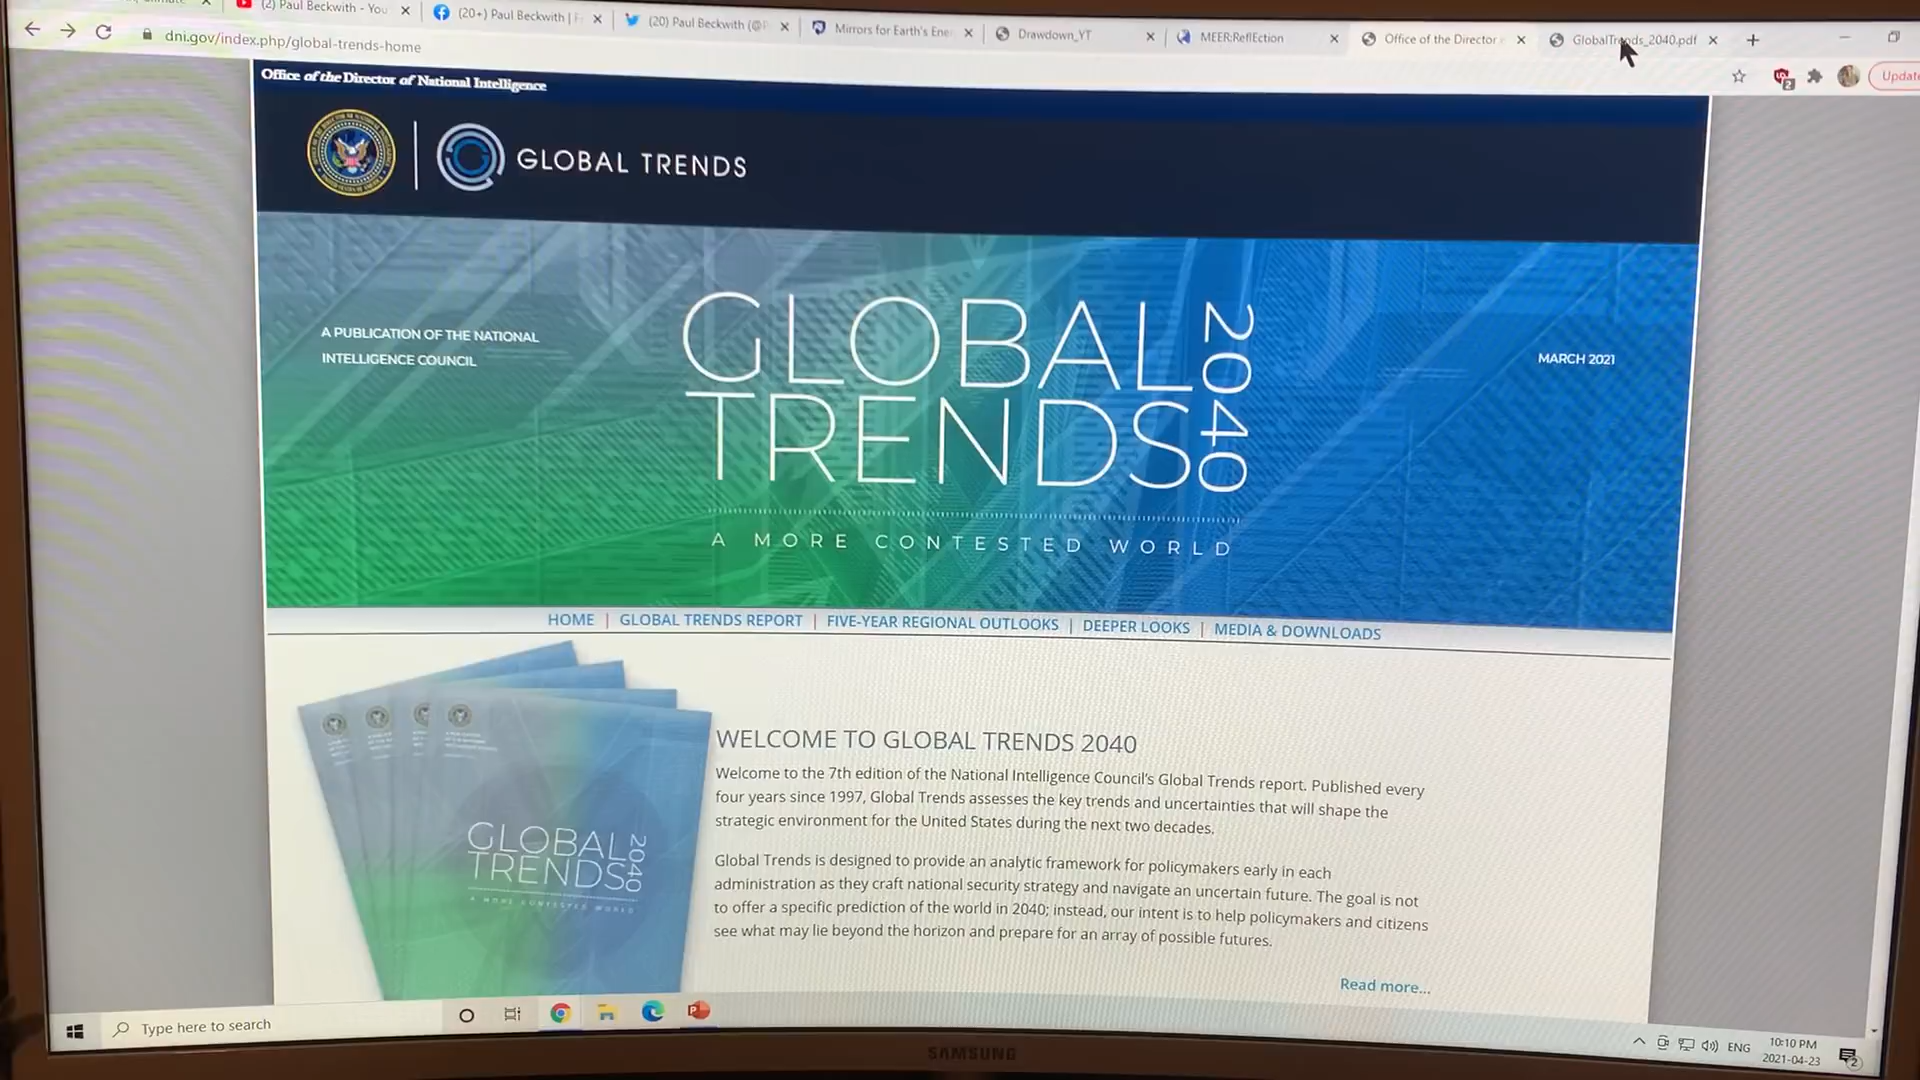 (2) Paul Beckwith - You
(20+) Paul Beckwith |
(20) Paul Beckwith (@
Mirrors for Earth's Ene
Drawdown_YT
MEER:ReflEction
Office of the Director
GlobalTrends_2040.pdf
dni.gov/index.php/global-trends-home
Update
Office of the Director of National Intelligence
GLOBAL TRENDS
A PUBLICATION OF THE NATIONAL
INTELLIGENCE COUNCIL
GLOBAL
TRENDS
2040
MARCH 2021
A MORE CONTESTED WORLD
HOME | GLOBAL TRENDS REPORT | FIVE-YEAR REGIONAL OUTLOOKS | DEEPER LOOKS | MEDIA & DOWNLOADS
WELCOME TO GLOBAL TRENDS 2040
Welcome to the 7th edition of the National Intelligence Council's Global Trends report. Published every
four years since 1997, Global Trends assesses the key trends and uncertainties that will shape the
strategic environment for the United States during the next two decades.
Global Trends is designed to provide an analytic framework for policymakers early in each
administration as they craft national security strategy and navigate an uncertain future. The goal is not
to offer a specific prediction of the world in 2040; instead, our intent is to help policymakers and citizens
see what may lie beyond the horizon and prepare for an array of possible futures.
Read more...
GLOBAL
TRENDS
2040
A MORE CONTESTED WORLD
Type here to search
ENG
10:10 PM
2021-04-23
2
SAMSUNG